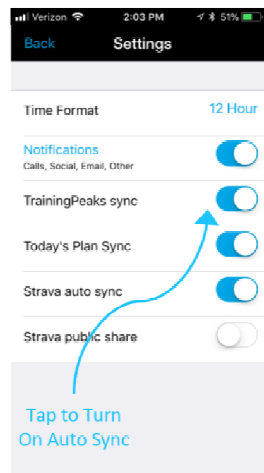 Verizon 2:03 PM 51%
Back Settings
Time Format 12 Hour
Notifications
Calls, Social, Email, Other
TrainingPeaks sync
Today's Plan Sync
Strava auto sync
Strava public share
Tap to Turn
On Auto Sync